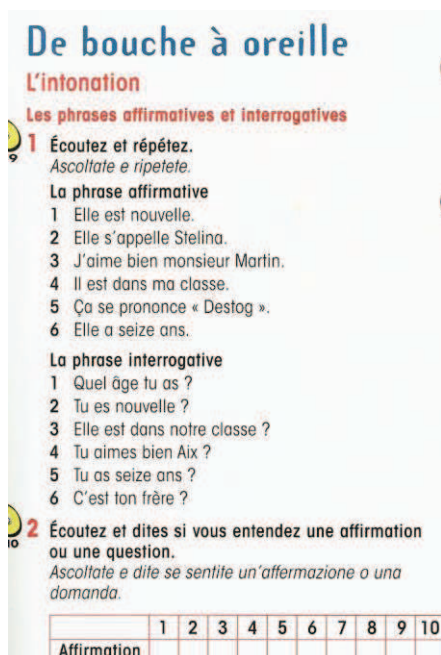 De bouche à oreille
L'intonation
Les phrases affirmatives et interrogatives
9
1 Écoutez et répétez.
Ascoltate e ripetete.
La phrase affirmative
1 Elle est nouvelle.
2 Elle s'appelle Stelina.
3 J'aime bien monsieur Martin.
4 Il est dans ma classe.
5 Ça se prononce « Destog ».
6 Elle a seize ans.
La phrase interrogative
1 Quel âge tu as ?
2 Tu es nouvelle ?
3 Elle est dans notre classe ?
4 Tu aimes bien Aix ?
5 Tu as seize ans ?
6 C'est ton frère ?
10
2 Écoutez et dites si vous entendez une affirmation
ou une question.
Ascoltate e dite se sentite un'affermazione o una
domanda.
1 2 3 4 5 6 7 8 9 10
Affirmation